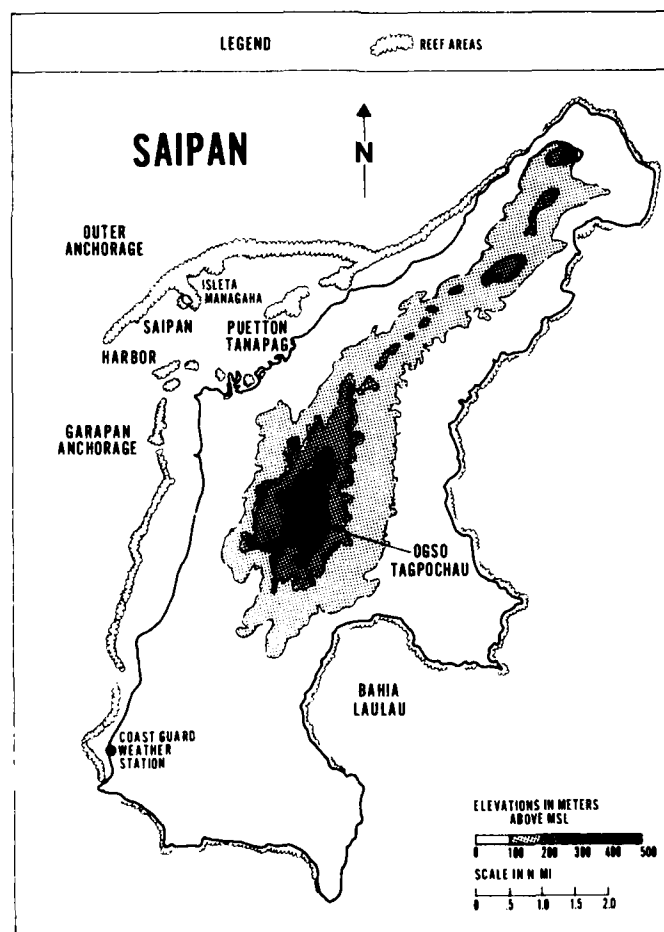 LEGEND
REEF AREAS
SAIPAN
N
OUTER
ANCHORAGE
ISLETA
MANAGAHA
SAIPAN
HARBOR
PUETTON
TANAPAG
GARAPAN
ANCHORAGE
OGSO
TAGPOCHAU
BAHIA
LAULAU
COAST GUARD
WEATHER
STATION
ELEVATIONS IN METERS
ABOVE MSL
0 100 200 300 400 500
SCALE IN N MI
0 .5 1.0 1.5 2.0